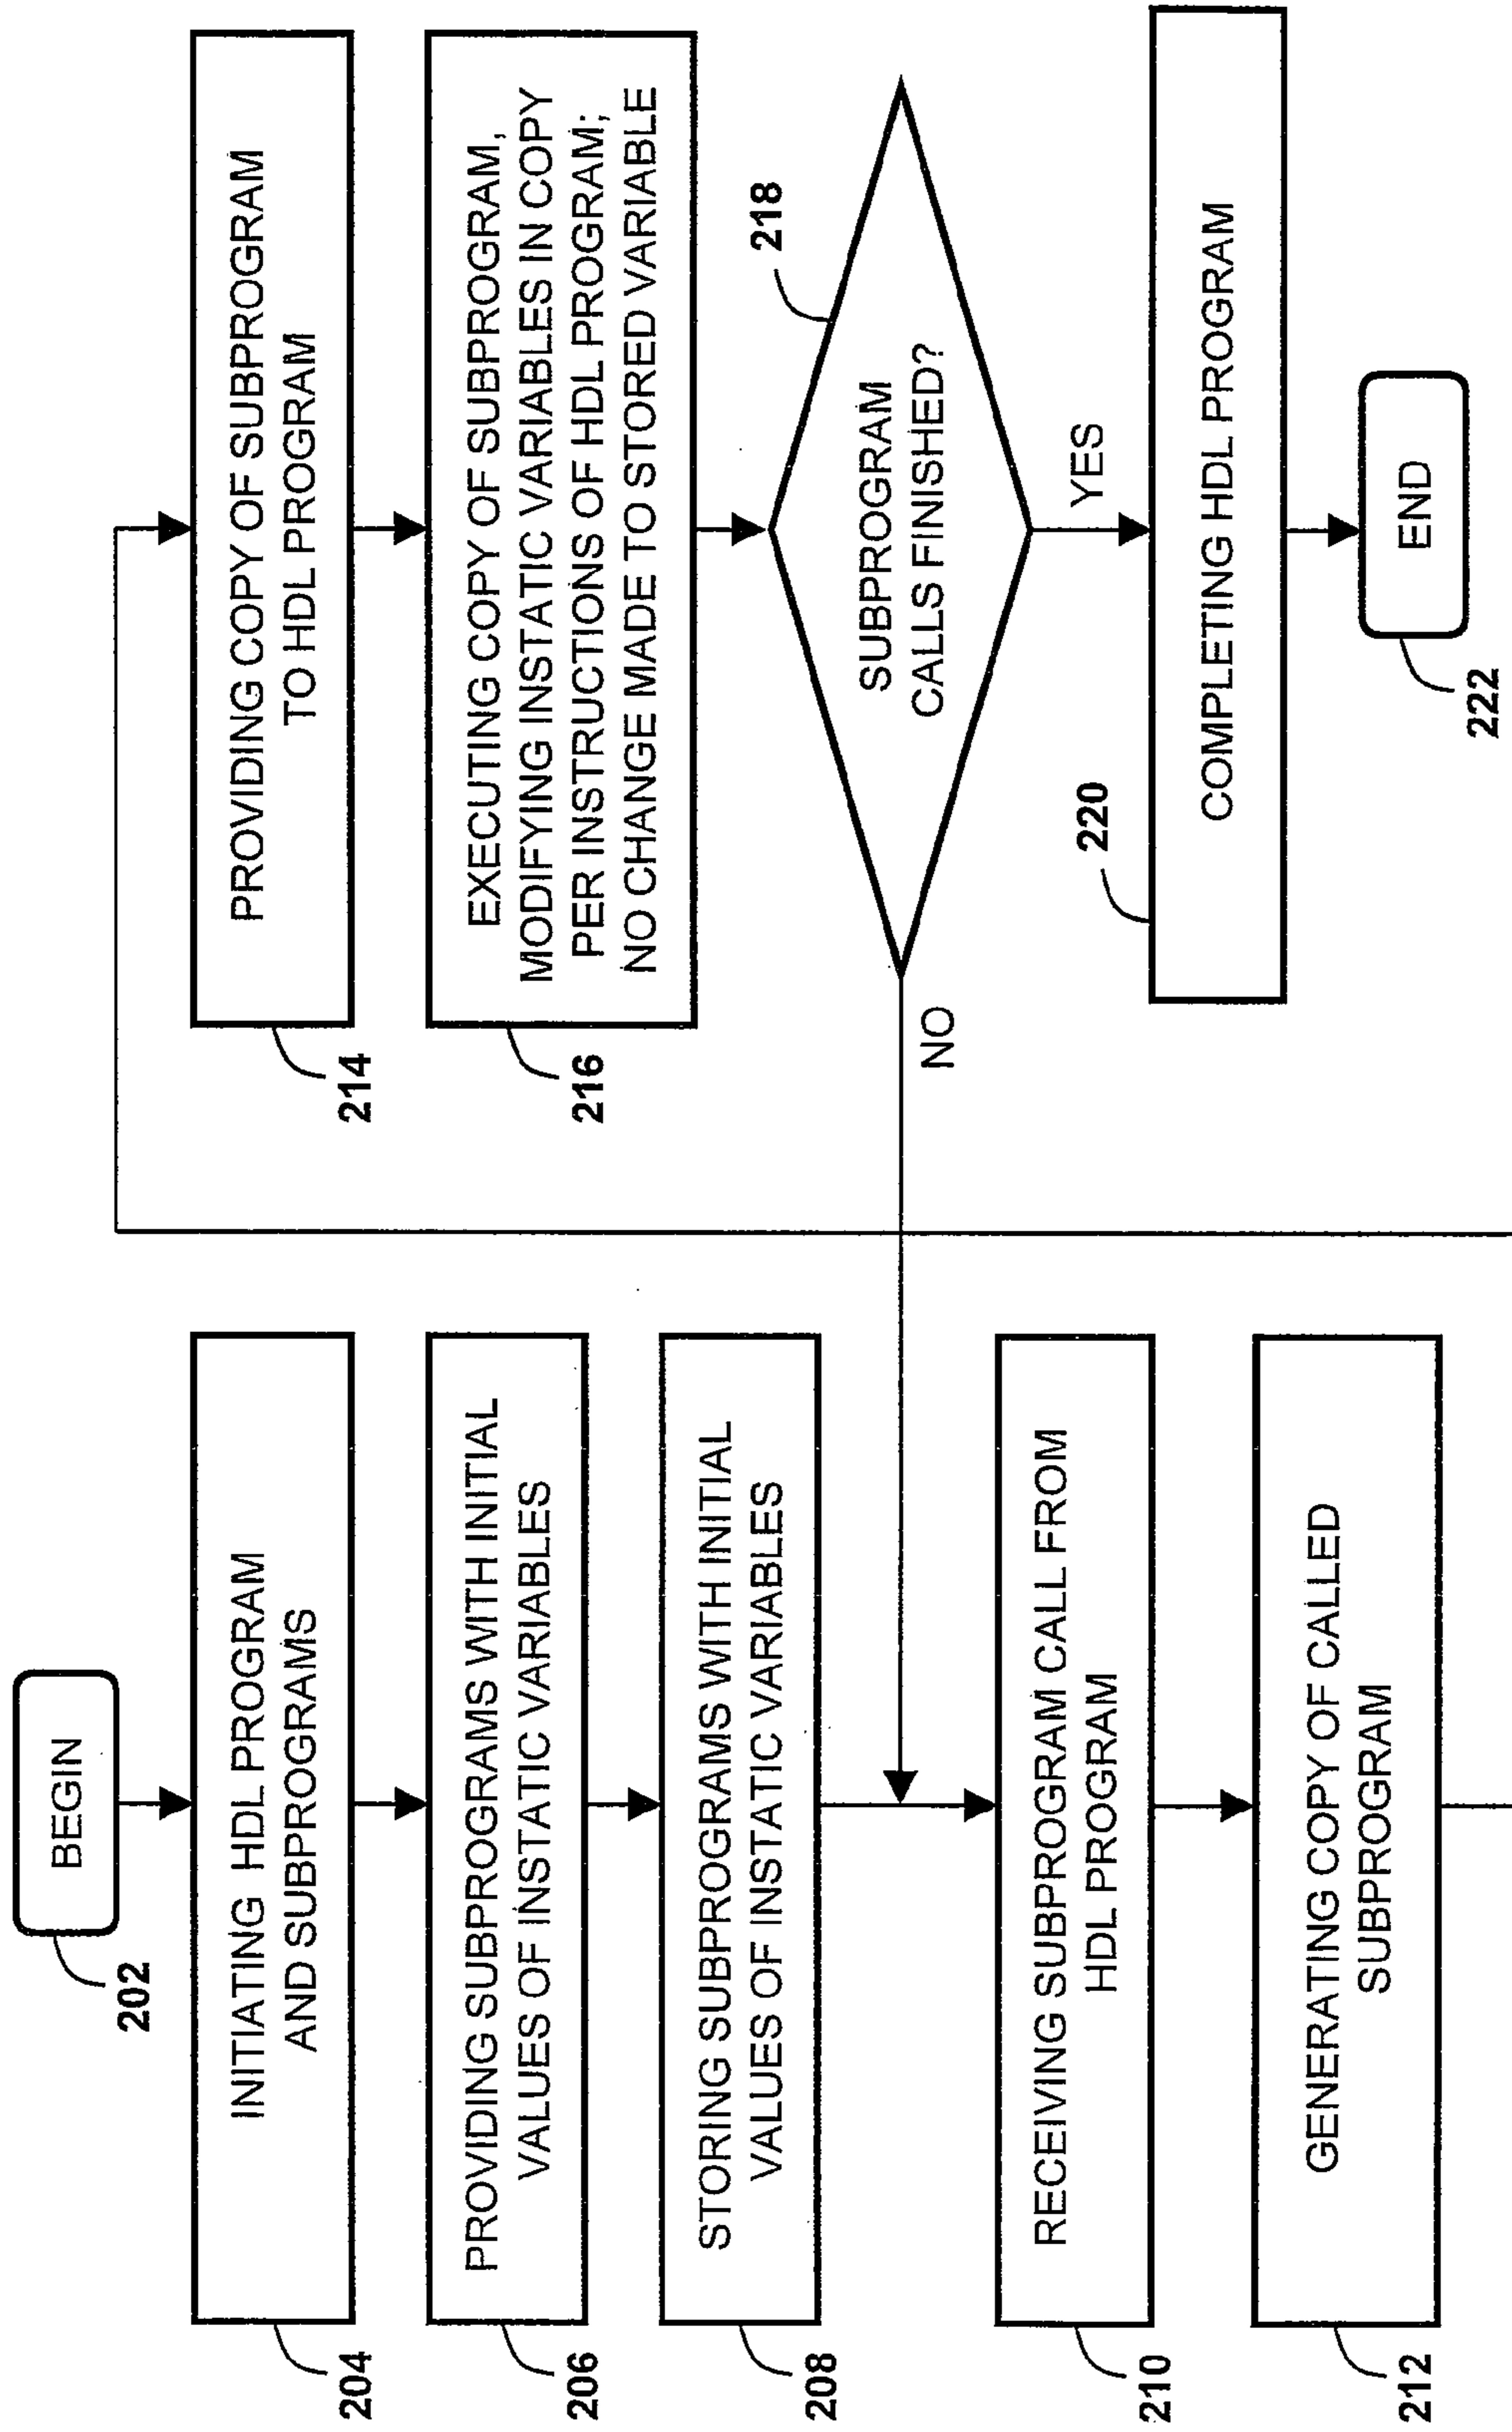 BEGIN
202
INITIATING HDL PROGRAM
AND SUBPROGRAMS
204
PROVIDING SUBPROGRAMS WITH INITIAL
VALUES OF INSTATIC VARIABLES
206
STORING SUBPROGRAMS WITH INITIAL
VALUES OF INSTATIC VARIABLES
208
RECEIVING SUBPROGRAM CALL FROM
HDL PROGRAM
210
GENERATING COPY OF CALLED
SUBPROGRAM
212
PROVIDING COPY OF SUBPROGRAM
TO HDL PROGRAM
214
EXECUTING COPY OF SUBPROGRAM,
MODIFYING INSTATIC VARIABLES IN COPY
PER INSTRUCTIONS OF HDL PROGRAM;
NO CHANGE MADE TO STORED VARIABLE
216
218
SUBPROGRAM
CALLS FINISHED?
NO
YES
220
COMPLETING HDL PROGRAM
END
222